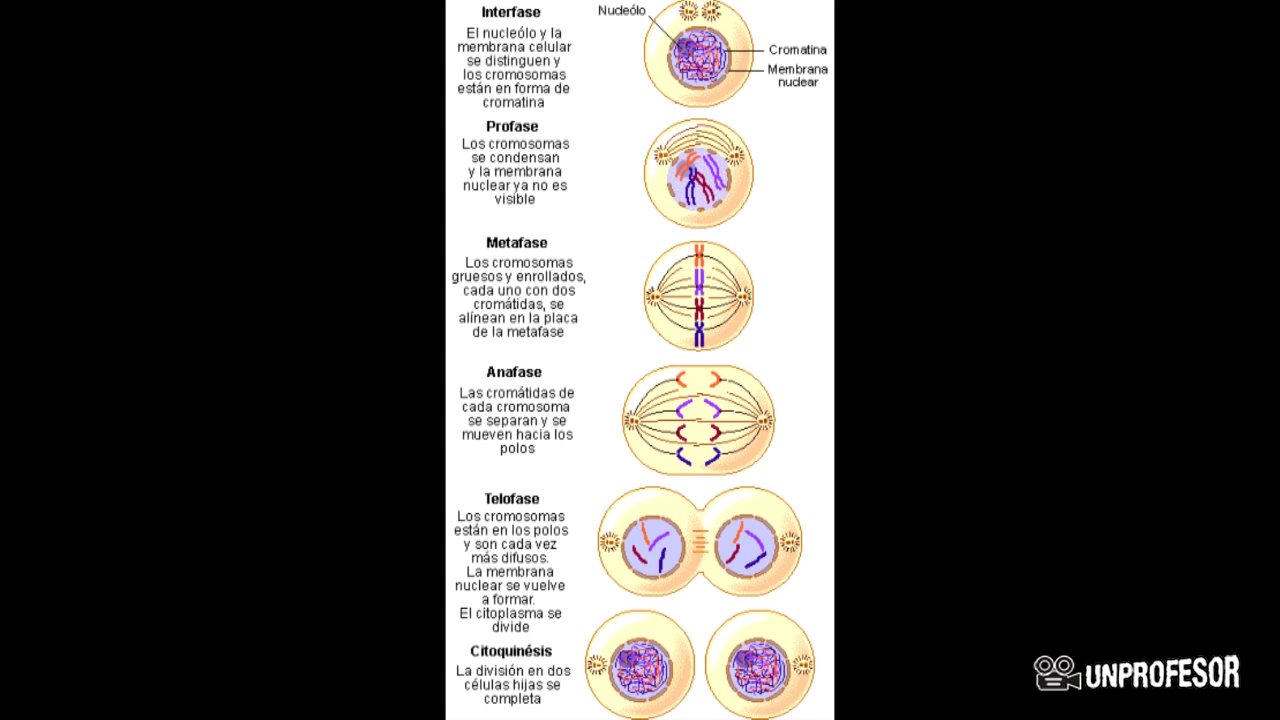 Interfase
El nucleólo y la
membrana celular
se distinguen y
los cromosomas
están en forma de
cromatina
Nucleólo
Cromatina
Membrana
nuclear
Profase
Los cromosomas
se condensan
y la membrana
nuclear ya no es
visible
Metafase
Los cromosomas
gruesos y enrollados,
cada uno con dos
cromátidas, se
alínean en la placa
de la metafase
Anafase
Las cromátidas de
cada cromosoma
se separan y se
mueven hacia los
polos
Telofase
Los cromosomas
están en los polos
y son cada vez
más difusos.
La membrana
nuclear se vuelve
a formar.
El citoplasma se
divide
Citoquinésis
La división en dos
células hijas se
completa
UNPROFESOR